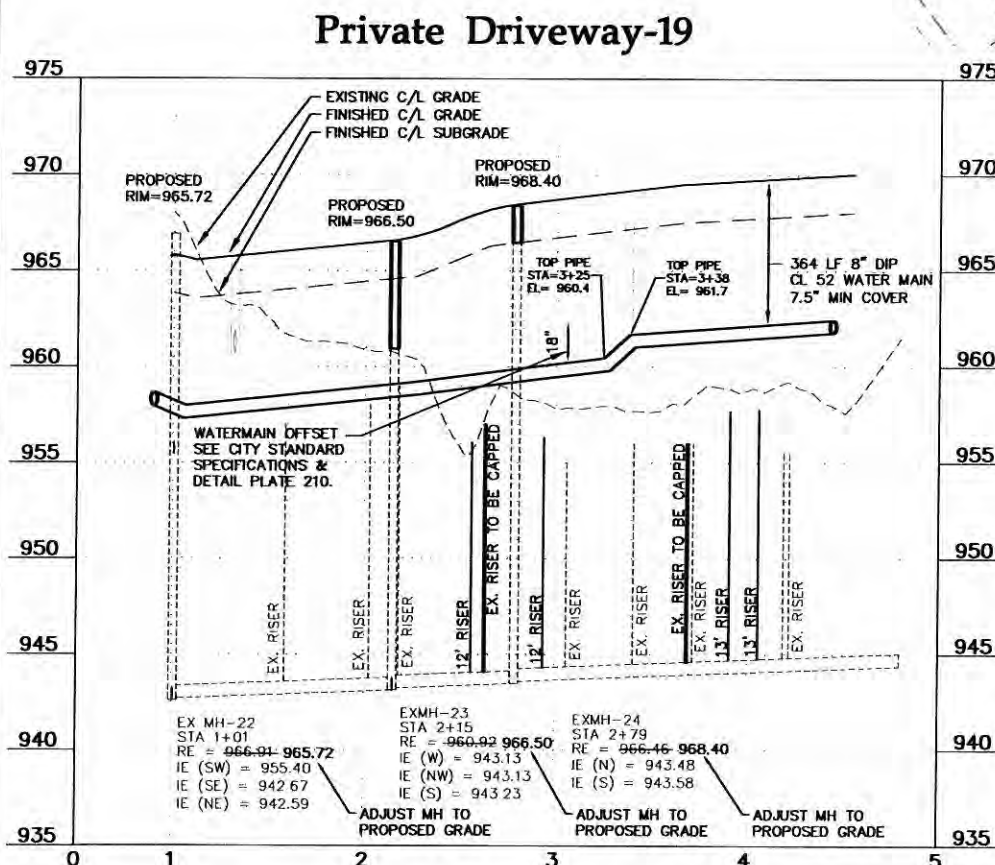 Private Driveway-19
975
975
EXISTING C/L GRADE
FINISHED C/L GRADE
FINISHED C/L SUBGRADE
970
970
PROPOSED
RIM=965.72
PROPOSED
RIM=966.50
PROPOSED
RIM=968.40
965
965
TOP PIPE
STA=3+25
EL= 960.4
TOP PIPE
STA=3+38
EL= 961.7
364 LF 8" DIP
CL 52 WATER MAIN
7.5" MIN COVER
18"
960
960
WATERMAIN OFFSET
SEE CITY STANDARD
SPECIFICATIONS &
DETAIL PLATE 210.
955
955
950
950
EX. RISER
EX. RISER
EX. RISER
12' RISER
EX. RISER TO BE CAPPED
12' RISER
EX. RISER
EX. RISER
EX. RISER TO BE CAPPED
EX. RISER
13' RISER
13' RISER
EX. RISER
945
945
EX MH-22
STA 1+01
RE = 966.91 965.72
IE (SW) = 955.40
IE (SE) = 942.67
IE (NE) = 942.59
ADJUST MH TO
PROPOSED GRADE
EXMH-23
STA 2+15
RE = 960.92 966.50
IE (W) = 943.13
IE (NW) = 943.13
IE (S) = 943.23
ADJUST MH TO
PROPOSED GRADE
EXMH-24
STA 2+79
RE = 966.46 968.40
IE (N) = 943.48
IE (S) = 943.58
ADJUST MH TO
PROPOSED GRADE
940
940
935
935
0 1 2 3 4 5